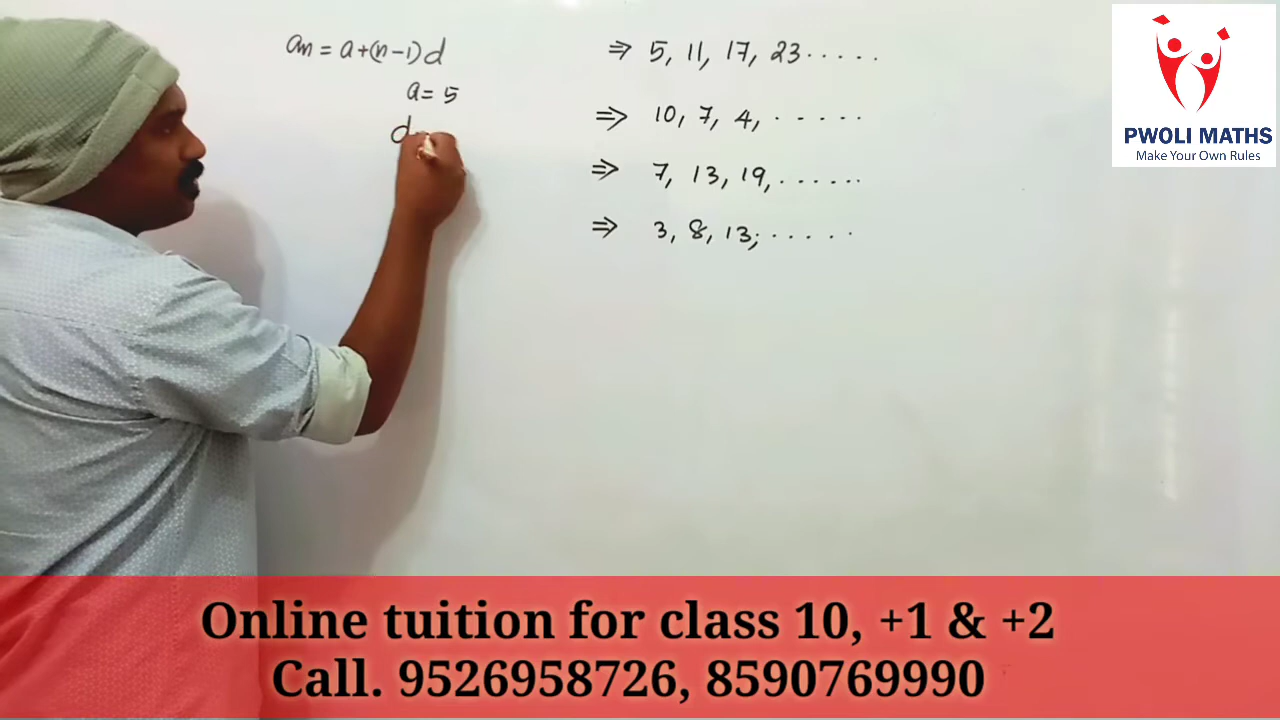 an = a+(n-1)d
a= 5
d
⇒ 5, 11, 17, 23.....
⇒ 10, 7, 4, .....
⇒ 7, 13, 19, ......
⇒ 3, 8, 13; .....
PWOLI MATHS
Make Your Own Rules
Online tuition for class 10, +1 & +2
Call. 9526958726, 8590769990